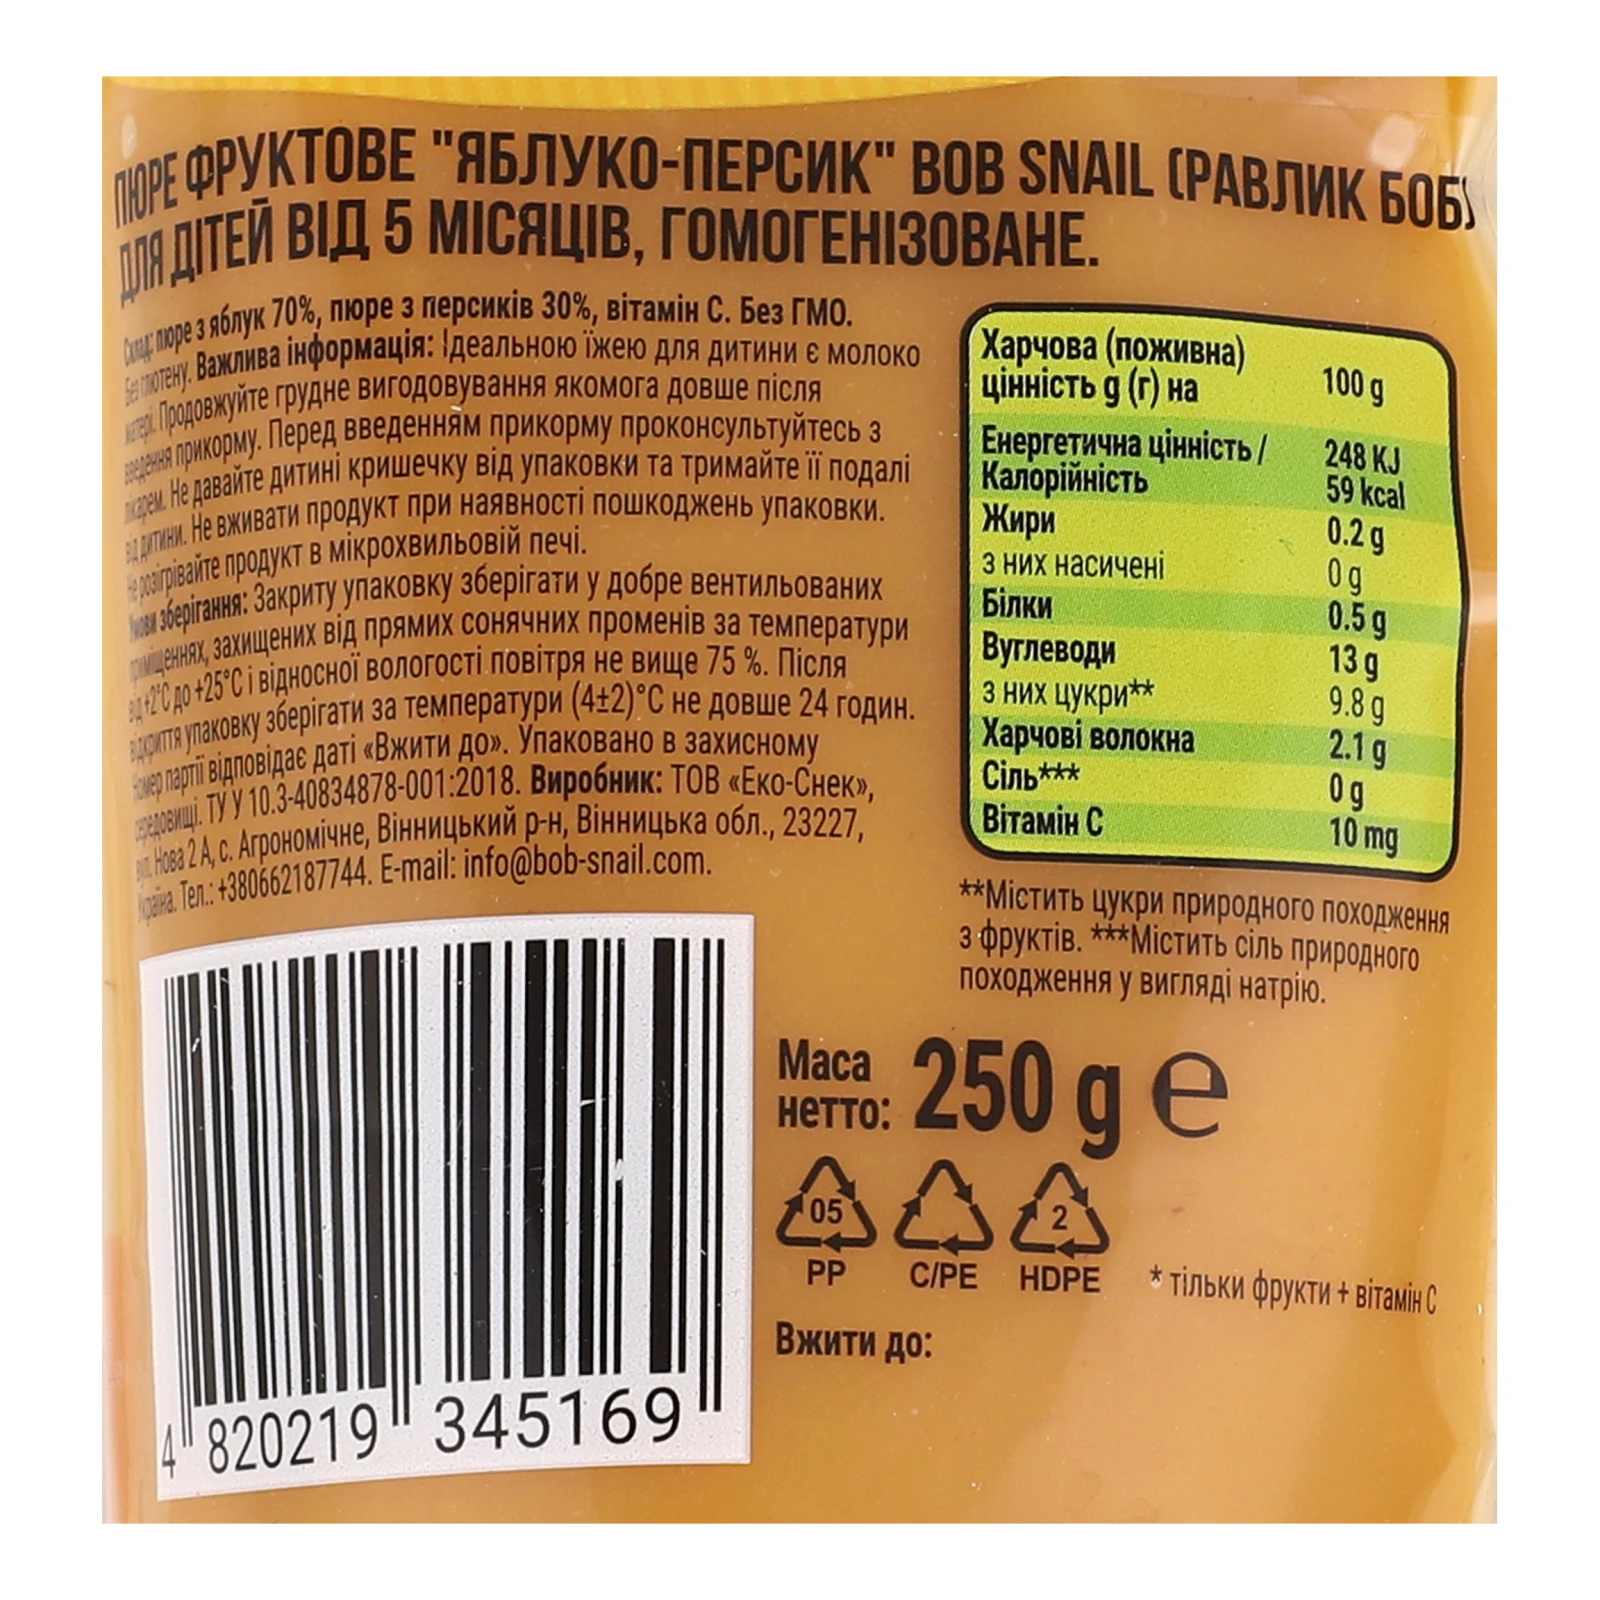 ПЮРЕ ФРУКТОВЕ "ЯБЛУКО-ПЕРСИК" BOB SNAIL (РАВЛИК БОБ)
ДЛЯ ДІТЕЙ ВІД 5 МІСЯЦІВ, ГОМОГЕНІЗОВАНЕ.
Склад: пюре з яблук 70%, пюре з персиків 30%, вітамін С. Без ГМО.
Без глютену. Важлива інформація: Ідеальною їжею для дитини є молоко
матері. Продовжуйте грудне вигодовування якомога довше після
введення прикорму. Перед введенням прикорму проконсультуйтесь з
лікарем. Не давайте дитині кришечку від упаковки та тримайте її подалі
від дитини. Не вживати продукт при наявності пошкоджень упаковки.
Не розігрівайте продукт в мікрохвильовій печі.
Умови зберігання: Закриту упаковку зберігати у добре вентильованих
приміщеннях, захищених від прямих сонячних променів за температури
від +2°С до +25°С і відносної вологості повітря не вище 75 %. Після
відкриття упаковку зберігати за температури (4±2)°С не довше 24 годин.
Номер партії відповідає даті «Вжити до». Упаковано в захисному
середовищі. ТУ У 10.3-40834878-001:2018. Виробник: ТОВ «Еко-Снек»,
вул. Нова 2 А, с. Агрономічне, Вінницький р-н, Вінницька обл., 23227,
Україна. Тел.: +380662187744. E-mail: info@bob-snail.com.
Харчова (поживна)
цінність g (г) на 100 g
Енергетична цінність / 248 KJ
Калорійність 59 kcal
Жири 0.2 g
з них насичені 0 g
Білки 0.5 g
Вуглеводи 13 g
з них цукри** 9.8 g
Харчові волокна 2.1 g
Сіль*** 0 g
Вітамін С 10 mg
**Містить цукри природного походження
з фруктів. ***Містить сіль природного
походження у вигляді натрію.
Маса
нетто: 250 g e
05 2
PP C/PE HDPE
* тільки фрукти + вітамін С
Вжити до:
4 820219 345169